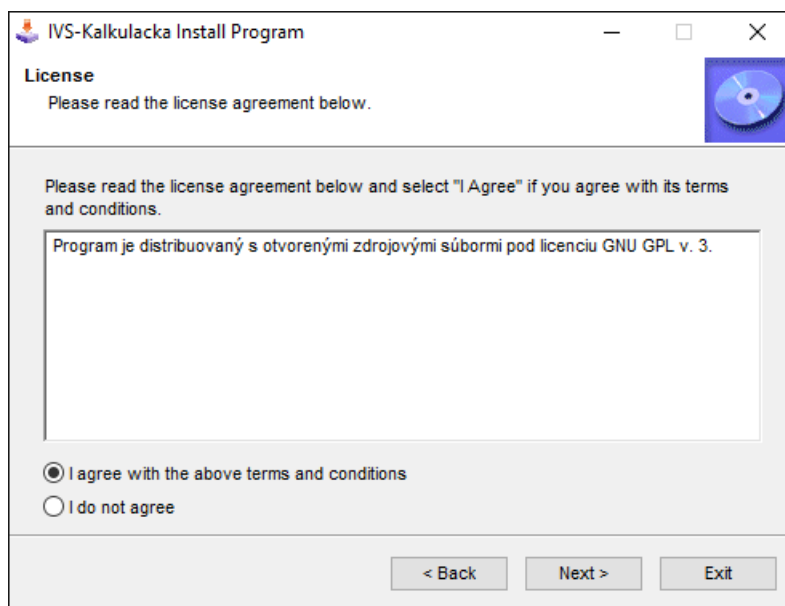 IVS-Kalkulacka Install Program
License
Please read the license agreement below.
Please read the license agreement below and select "I Agree" if you agree with its terms
and conditions.
Program je distribuovaný s otvorenými zdrojovými súbormi pod licenciu GNU GPL v. 3.
I agree with the above terms and conditions
I do not agree
< Back
Next >
Exit